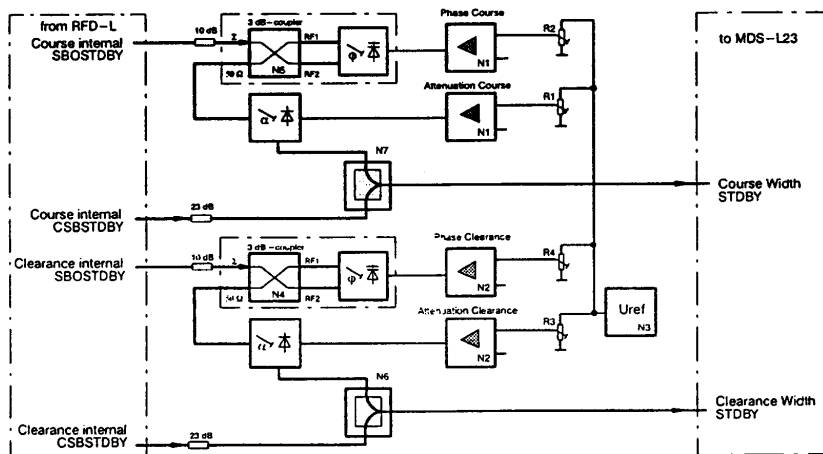 from RFD-L
Course internal
SBOSTDBY
10 dB
3 dB-coupler
Σ
RF1
50 Ω
N5
RF2
φ
Phase Course
N1
R2
to MDS-L23
Attenuation Course
N1
R1
α
N7
23 dB
Course internal
CSBSTDBY
Course Width
STDBY
Clearance internal
SBOSTDBY
10 dB
3 dB-coupler
Σ
RF1
50 Ω
N4
RF2
φ
Phase Clearance
N2
R4
Attenuation Clearance
N2
R3
Uref
N3
α
N6
23 dB
Clearance internal
CSBSTDBY
Clearance Width
STDBY